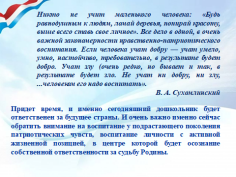 Никто не учит маленького человека: «Будь
равнодушным к людям, ломай деревья, попирай красоту,
выше всего ставь свое личное». Все дело в одной, в очень
важной закономерности нравственно-патриотического
воспитания. Если человека учат добру — учат умело,
умно, настойчиво, требовательно, в результате будет
добро. Учат злу (очень редко, но бывает и так), в
результате будет зло. Не учат ни добру, ни злу,
...человеком его надо воспитать».
В. А. Сухомлинский
Придет время, и именно сегодняшний дошкольник будет
ответственен за будущее страны. И очень важно именно сейчас
обратить внимание на воспитание у подрастающего поколения
патриотических чувств, воспитание личности с активной
жизненной позицией, в центре которой будет осознание
собственной ответственности за судьбу Родины.